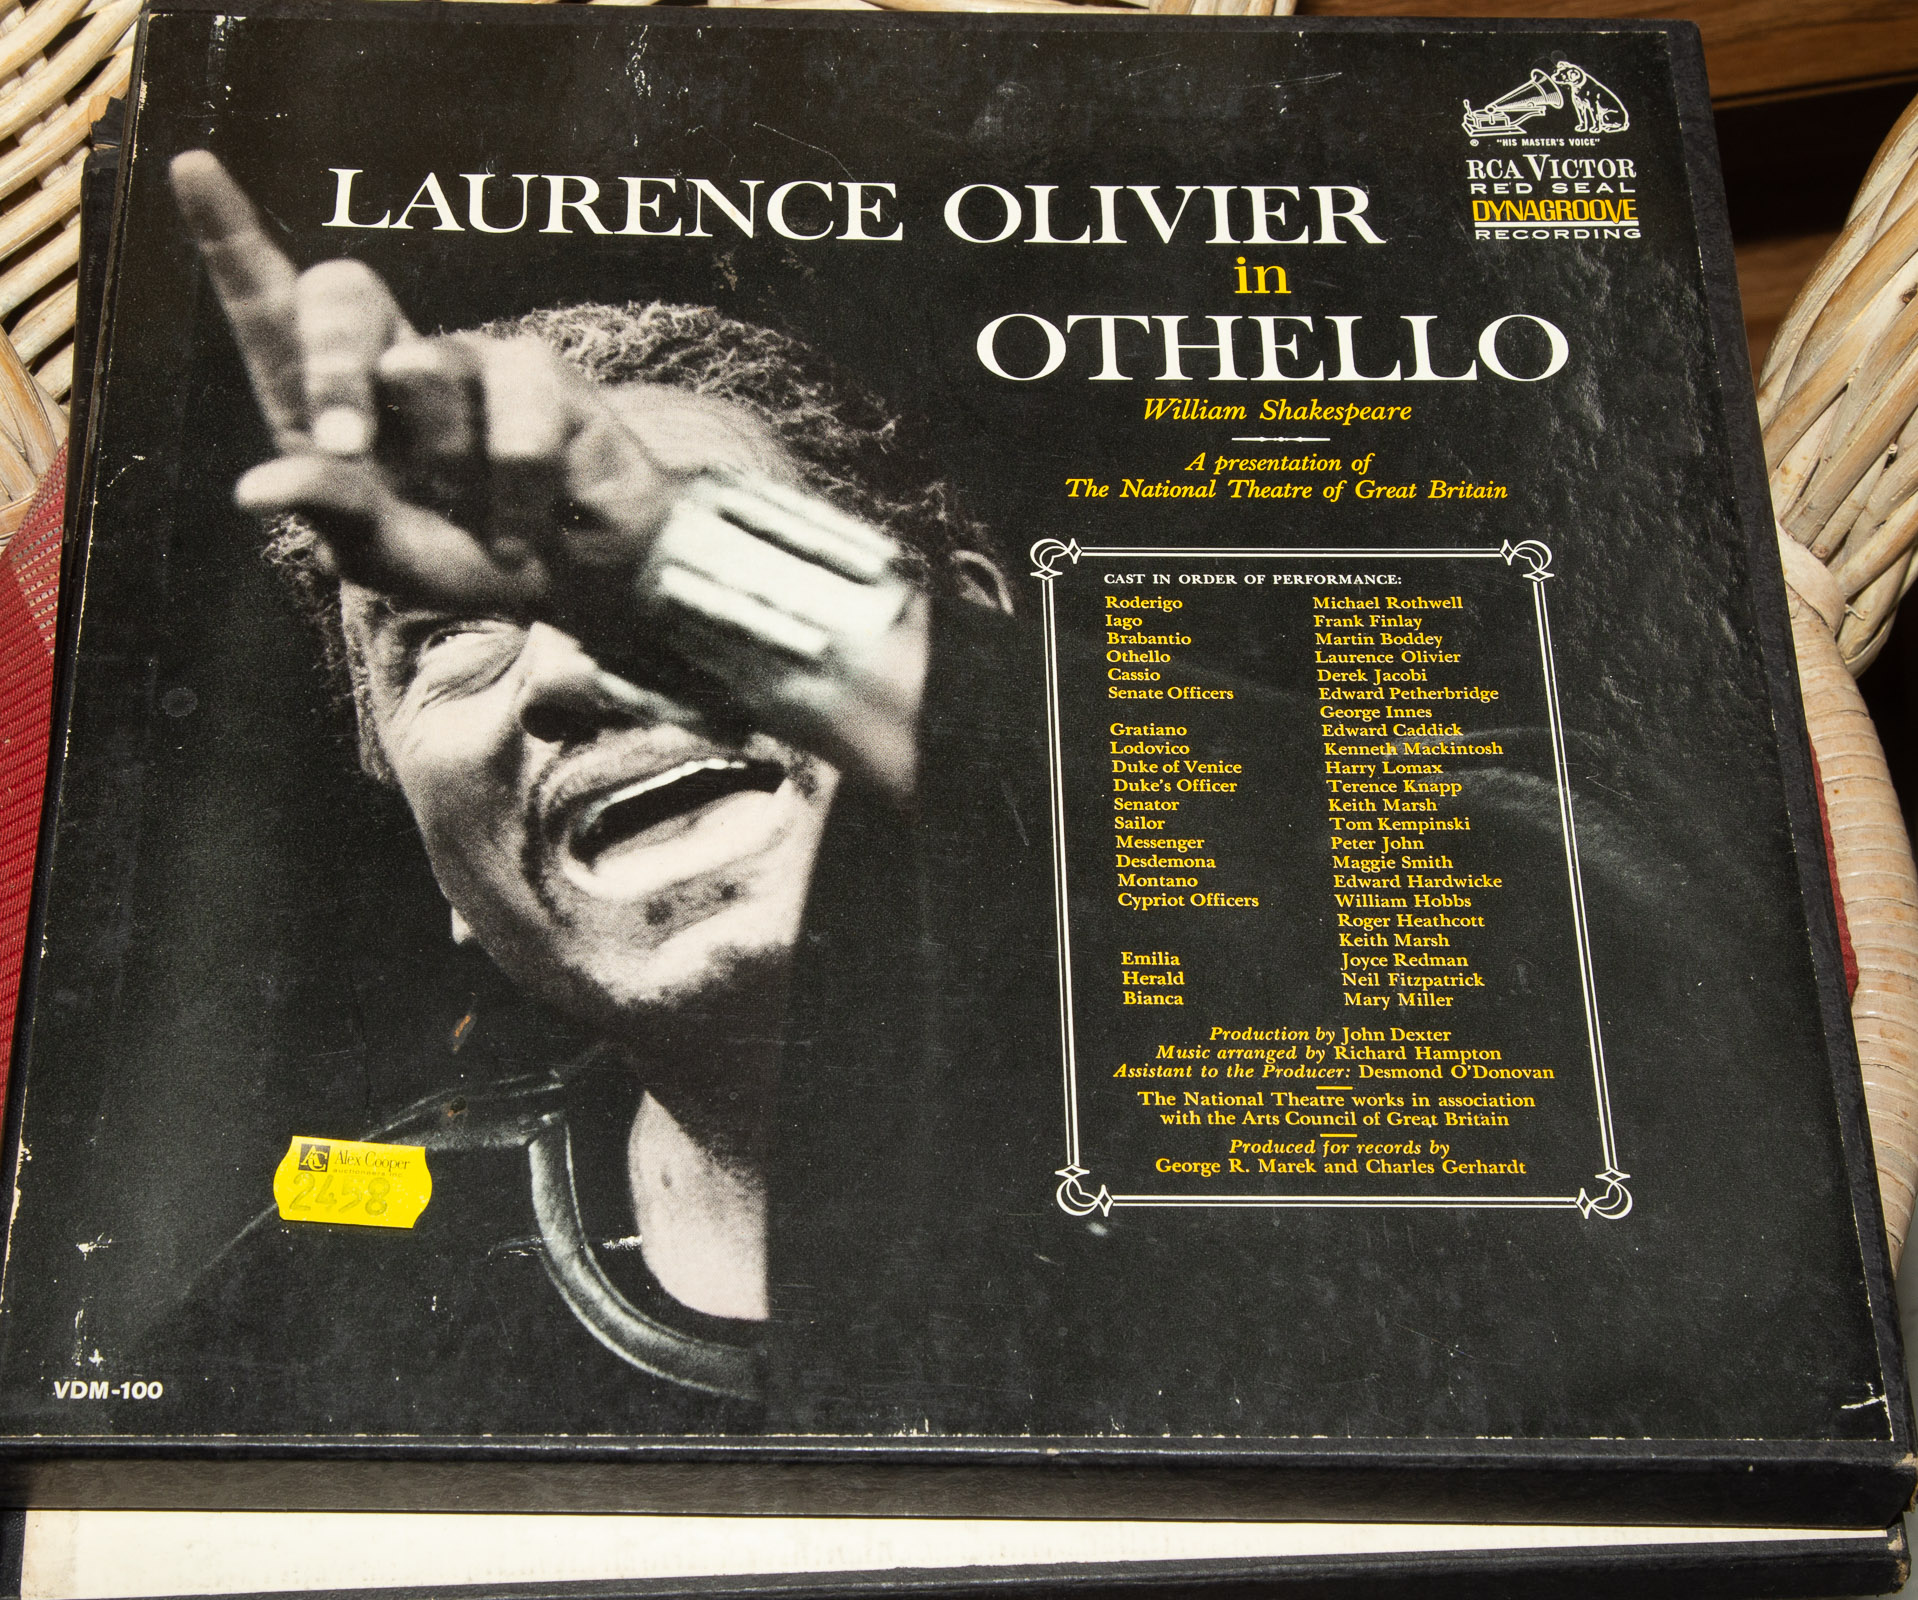 "HIS MASTER'S VOICE"
RCA VICTOR
RED SEAL
DYNAGROOVE
RECORDING
LAURENCE OLIVIER
in
OTHELLO
William Shakespeare
A presentation of
The National Theatre of Great Britain
CAST IN ORDER OF PERFORMANCE:
Roderigo Michael Rothwell
Iago Frank Finlay
Brabantio Martin Boddey
Othello Laurence Olivier
Cassio Derek Jacobi
Senate Officers Edward Petherbridge
George Innes
Gratiano Edward Caddick
Lodovico Kenneth Mackintosh
Duke of Venice Harry Lomax
Duke's Officer Terence Knapp
Senator Keith Marsh
Sailor Tom Kempinski
Messenger Peter John
Desdemona Maggie Smith
Montano Edward Hardwicke
Cypriot Officers William Hobbs
Roger Heathcott
Keith Marsh
Emilia Joyce Redman
Herald Neil Fitzpatrick
Bianca Mary Miller
Production by John Dexter
Music arranged by Richard Hampton
Assistant to the Producer: Desmond O'Donovan
The National Theatre works in association
with the Arts Council of Great Britain
Produced for records by
George R. Marek and Charles Gerhardt
AC Alex Cooper
auctioneers inc.
2458
VDM-100